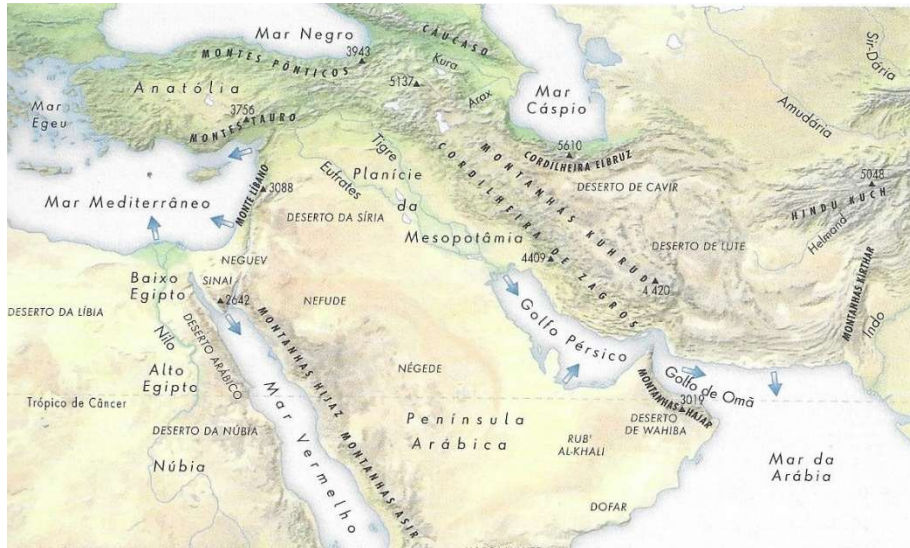 Mar Negro
CÁUCASO
Sir-Dária
3943
MONTES PÔNTICOS
Kura
5137
Anatólia
Mar
Cáspio
Arax
Amudária
Mar
Egeu
3756
MONTES TAURO
5610
CORDILHEIRA ELBRUZ
Tigre
MONTANHAS KUHRUD
CORDILHEIRA DE ZAGROS
5048
HINDU KUCH
Eufrates
Planície
da
Mesopotâmia
DESERTO DE CAVIR
3088
MONTE LÍBANO
Mar Mediterrâneo
DESERTO DA SÍRIA
Helmand
DESERTO DE LUTE
NEGUEV
4409
MONTANHAS KIRTHAR
SINAI
Baixo
Egipto
2642
NEFUDE
4 420
Indo
DESERTO DA LÍBIA
Golfo Pérsico
DESERTO ARÁBICO
MONTANHAS HIJAZ
Nilo
Alto
Egipto
NÉGEDE
Golfo de Omã
MONTANHAS HAJAR
3019
Trópico de Câncer
Mar Vermelho
Península
Arábica
DESERTO
DE WAHIBA
DESERTO DA NÚBIA
RUB'
AL-KHALI
Mar da
Arábia
Núbia
MONTANHAS ASIR
DOFAR